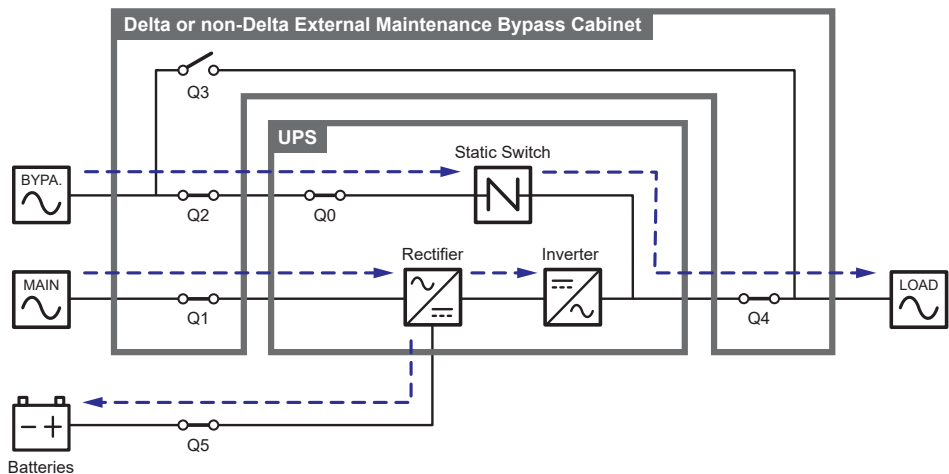 Delta or non-Delta External Maintenance Bypass Cabinet
Q3
UPS
Static Switch
BYPA.
Q2
Q0
Rectifier
Inverter
MAIN
LOAD
Q1
Q4
Q5
Batteries